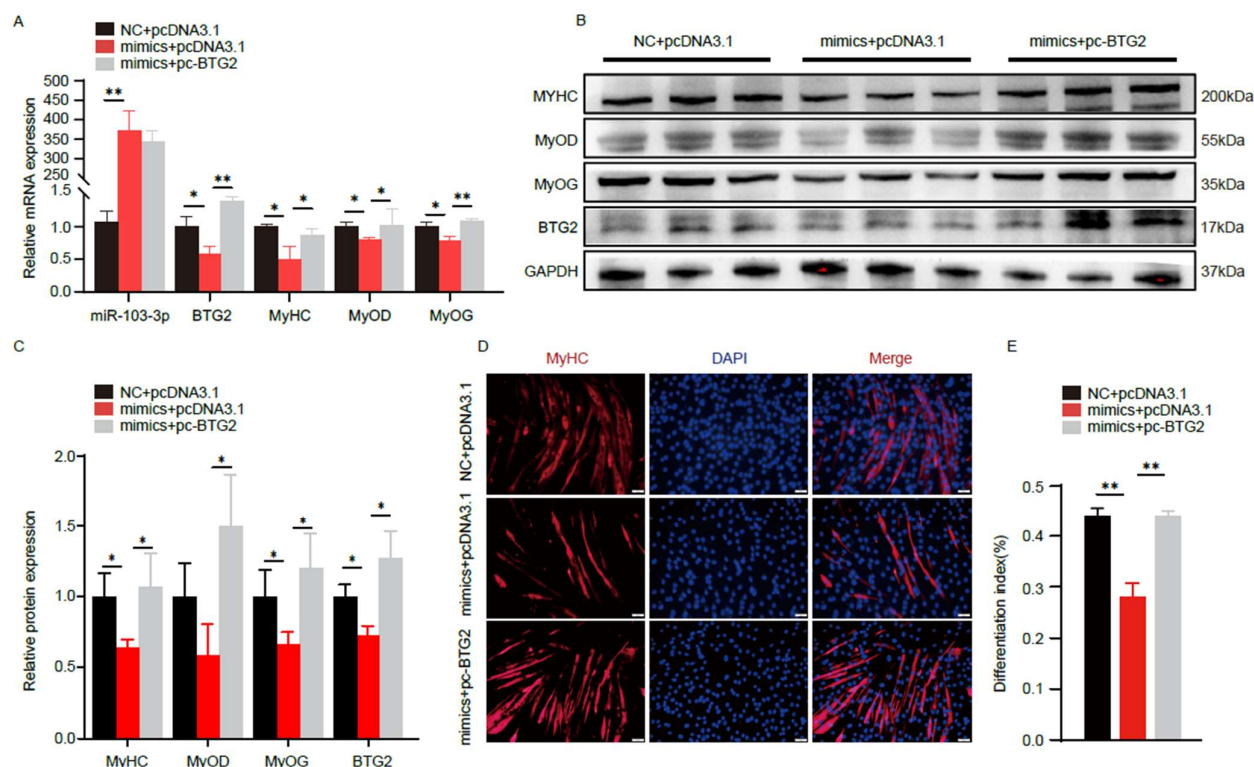 A
NC+pcDNA3.1
mimics+pcDNA3.1
mimics+pc-BTG2
Relative mRNA expression
500
450
400
350
300
250
200
150
1.5
1.0
0.5
0.0
**
*
**
*
*
*
*
*
**
miR-103-3p BTG2 MyHC MyOD MyOG
B
NC+pcDNA3.1 mimics+pcDNA3.1 mimics+pc-BTG2
MYHC 200kDa
MyOD 55kDa
MyOG 35kDa
BTG2 17kDa
GAPDH 37kDa
C
NC+pcDNA3.1
mimics+pcDNA3.1
mimics+pc-BTG2
Relative protein expression
2.0
1.5
1.0
0.5
0.0
*
*
*
*
*
*
*
MyHC MyOD MyOG BTG2
D
MyHC DAPI Merge
NC+pcDNA3.1
mimics+pcDNA3.1
mimics+pc-BTG2
E
NC+pcDNA3.1
mimics+pcDNA3.1
mimics+pc-BTG2
Differentiation index(%)
0.5
0.4
0.3
0.2
0.1
0.0
**
**